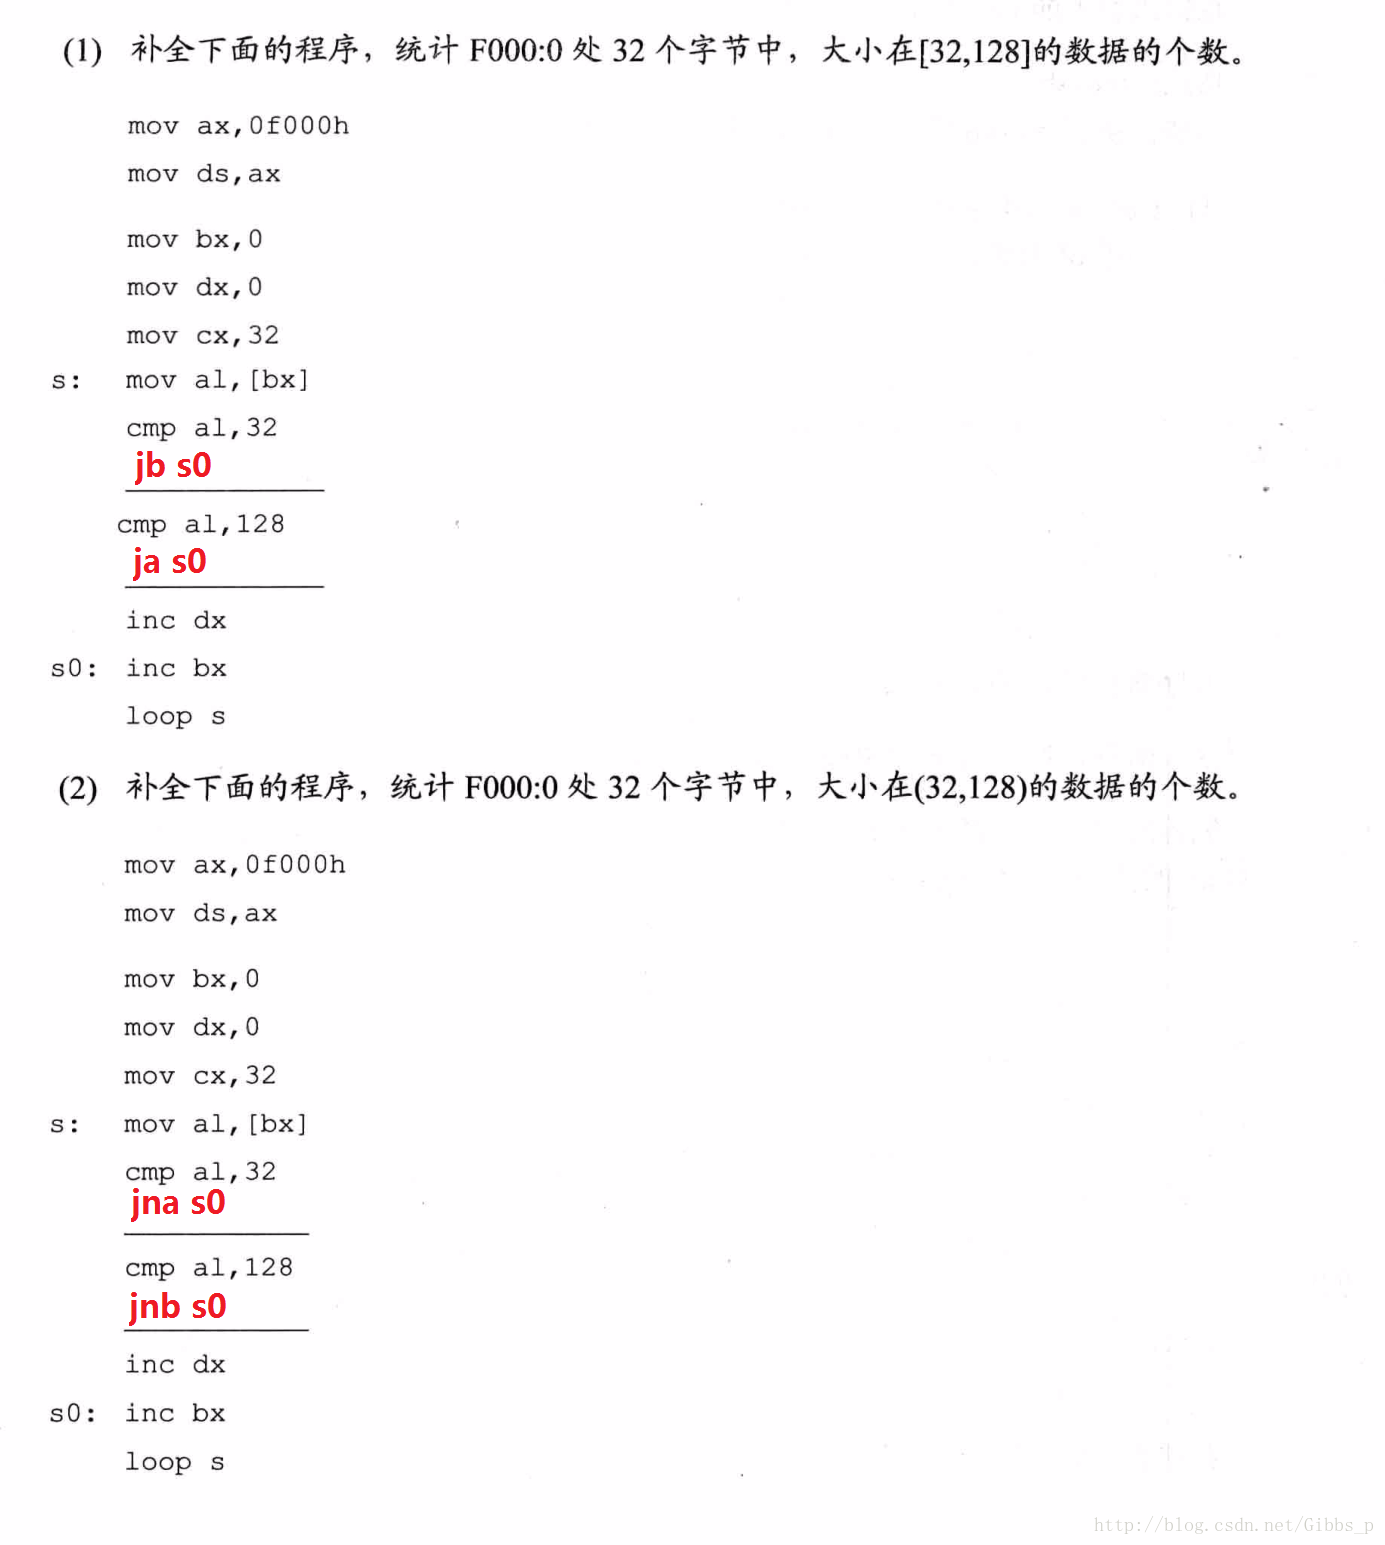 (1) 补全下面的程序，统计 F000:0 处 32 个字节中，大小在[32,128]的数据的个数。
mov ax,0f000h
mov ds,ax
mov bx,0
mov dx,0
mov cx,32
s: mov al,[bx]
cmp al,32
jb s0
cmp al,128
ja s0
inc dx
s0: inc bx
loop s
(2) 补全下面的程序，统计 F000:0 处 32 个字节中，大小在(32,128)的数据的个数。
mov ax,0f000h
mov ds,ax
mov bx,0
mov dx,0
mov cx,32
s: mov al,[bx]
cmp al,32
jna s0
cmp al,128
jnb s0
inc dx
s0: inc bx
loop s
http://blog.csdn.net/Gibbs_p